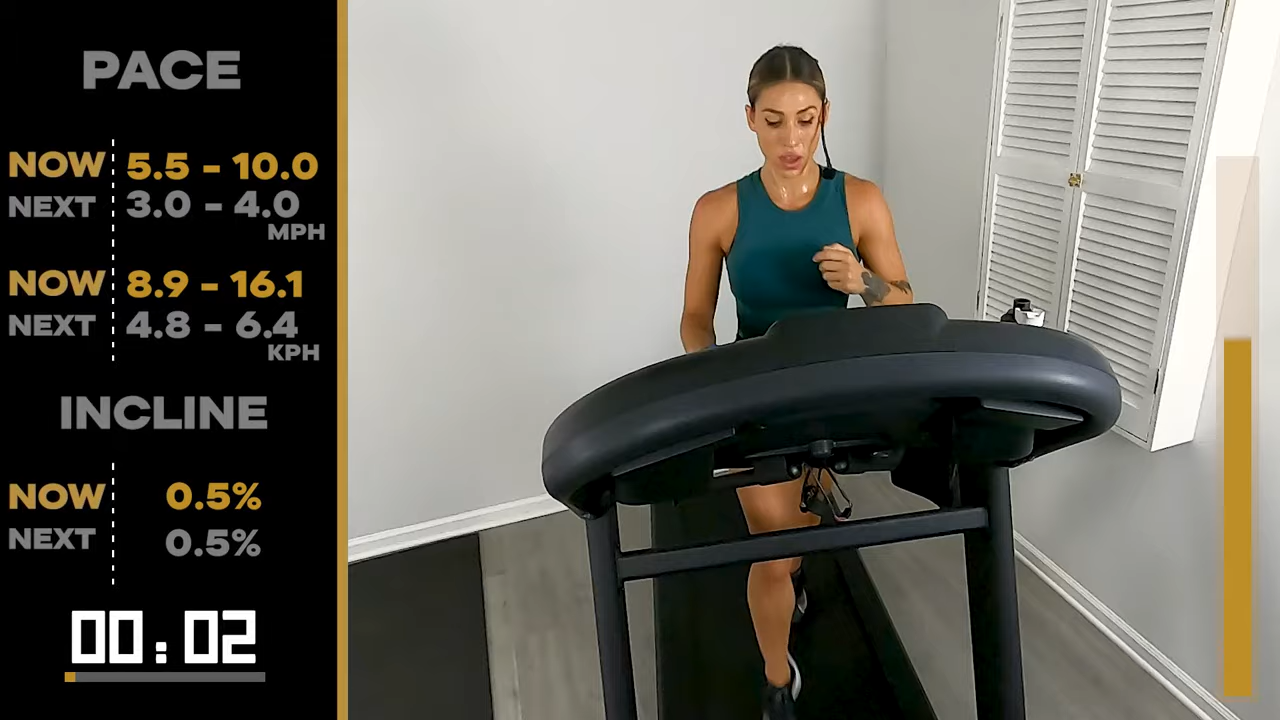 PACE
NOW 5.5 - 10.0
NEXT 3.0 - 4.0
MPH
NOW 8.9 - 16.1
NEXT 4.8 - 6.4
KPH
INCLINE
NOW 0.5%
NEXT 0.5%
00:02